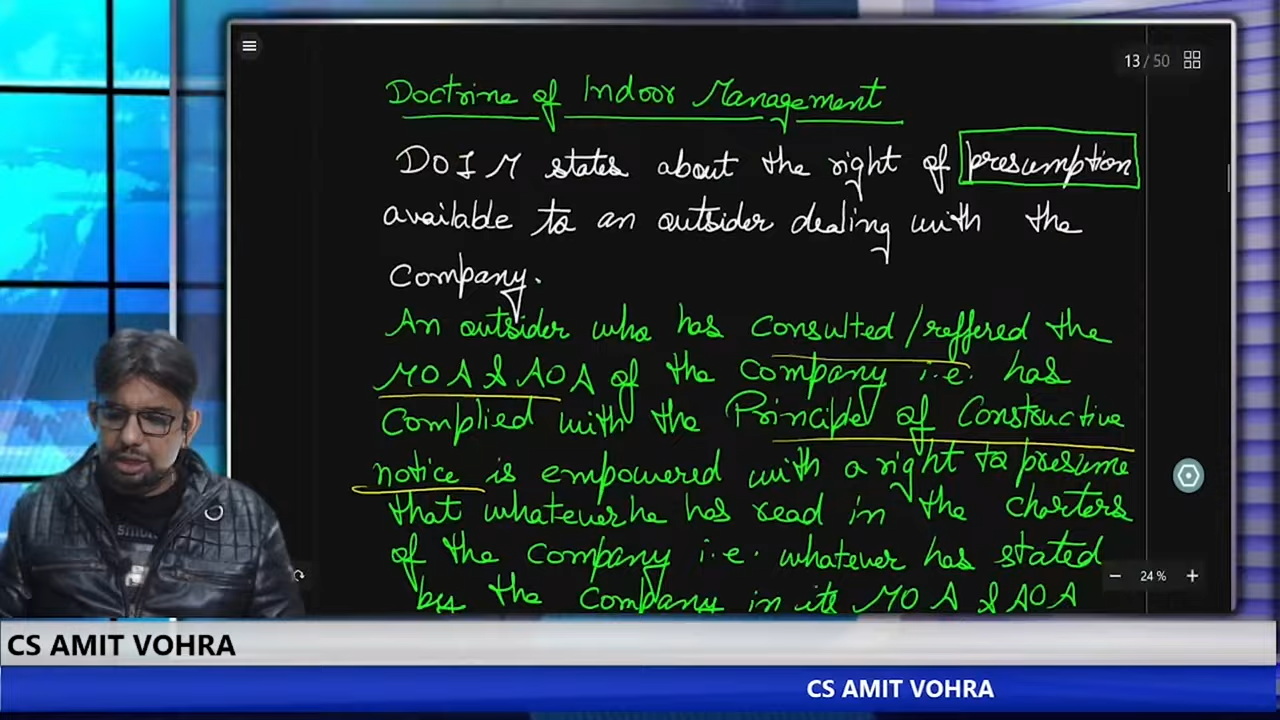 13 / 50
Doctrine of Indoor Management
DOIM states about the right of presumption
available to an outsider dealing with the
Company.
An outsider who has consulted/reffered the
MOA & AOA of the company i.e. has
complied with the Principle of Constructive
notice is empowered with a right to presume
that whatever he has read in the charters
of the company i.e. whatever has stated
by the company in its MOA & AOA
24 %
CS AMIT VOHRA
CS AMIT VOHRA